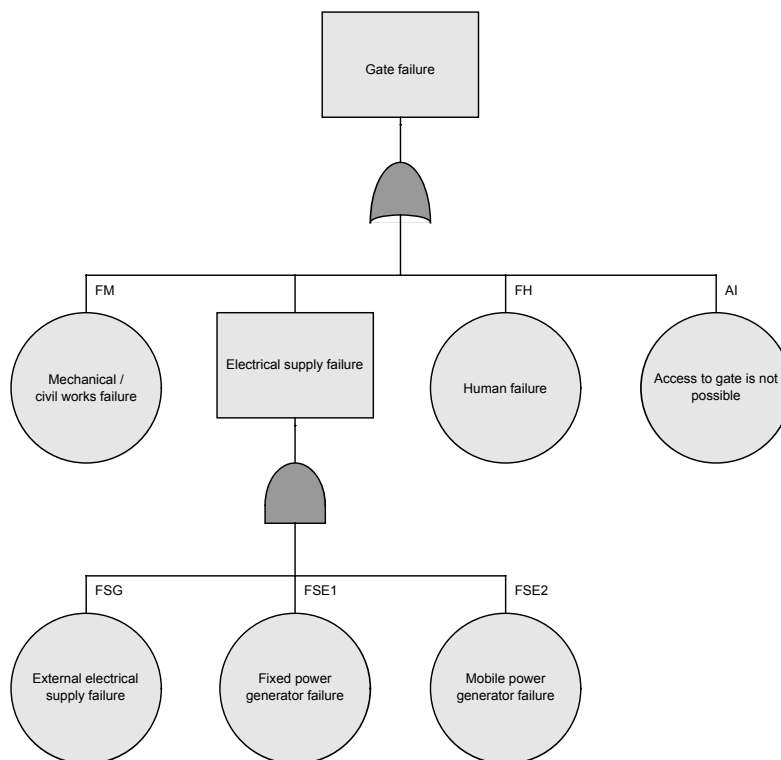 Gate failure
FM
FH
AI
Mechanical /
civil works failure
Electrical supply failure
Human failure
Access to gate is not
possible
FSG
FSE1
FSE2
External electrical
supply failure
Fixed power
generator failure
Mobile power
generator failure